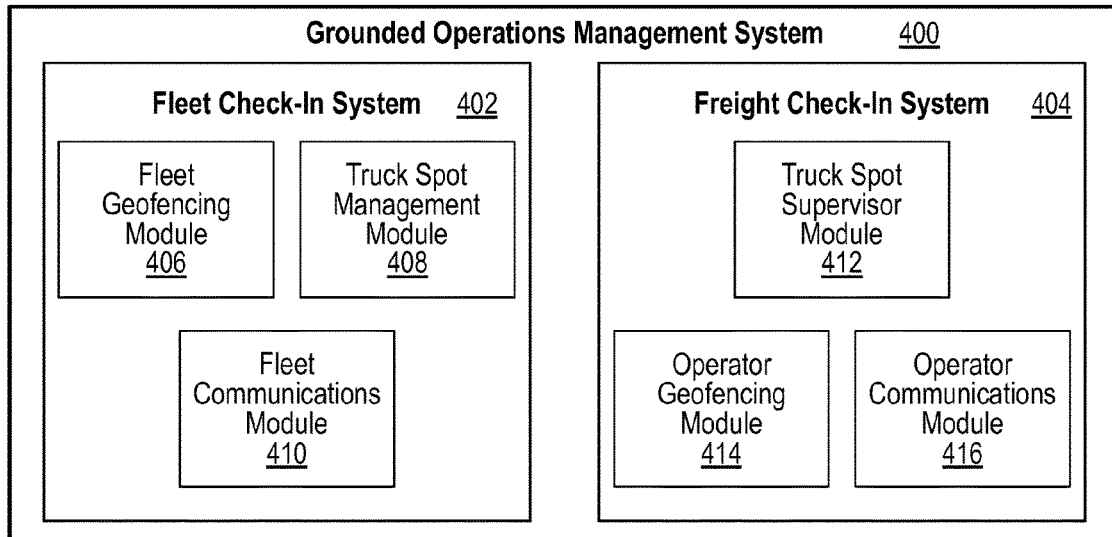 Grounded Operations Management System 400
Fleet Check-In System 402
Fleet
Geofencing
Module
406
Truck Spot
Management
Module
408
Fleet
Communications
Module
410
Freight Check-In System 404
Truck Spot
Supervisor
Module
412
Operator
Geofencing
Module
414
Operator
Communications
Module
416